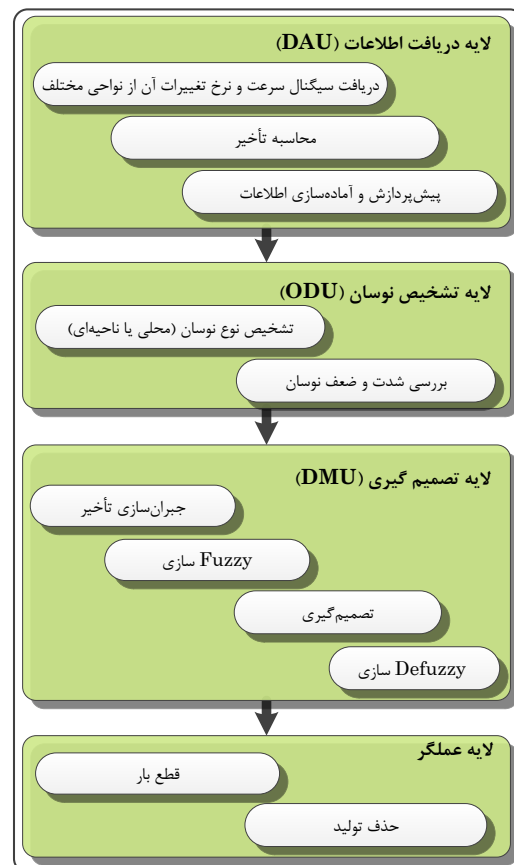 لایه دریافت اطلاعات (DAU)
دریافت سیگنال سرعت و نرخ تغییرات آن از نواحی مختلف
محاسبه تأخیر
پیش‌پردازش و آماده‌سازی اطلاعات
لایه تشخیص نوسان (ODU)
تشخیص نوع نوسان (محلی یا ناحیه‌ای)
بررسی شدت و ضعف نوسان
لایه تصمیم گیری (DMU)
جبران‌سازی تأخیر
Fuzzy سازی
تصمیم‌گیری
Defuzzy سازی
لایه عملگر
قطع بار
حذف تولید